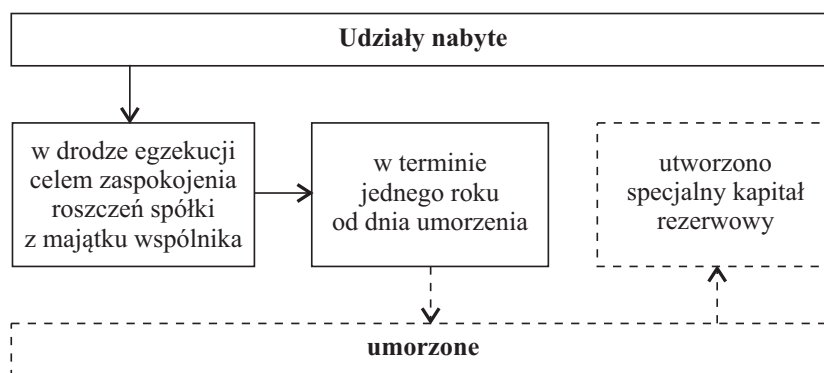 Udziały nabyte
w drodze egzekucji
celem zaspokojenia
roszczeń spółki
z majątku wspólnika
w terminie
jednego roku
od dnia umorzenia
utworzono
specjalny kapitał
rezerwowy
umorzone